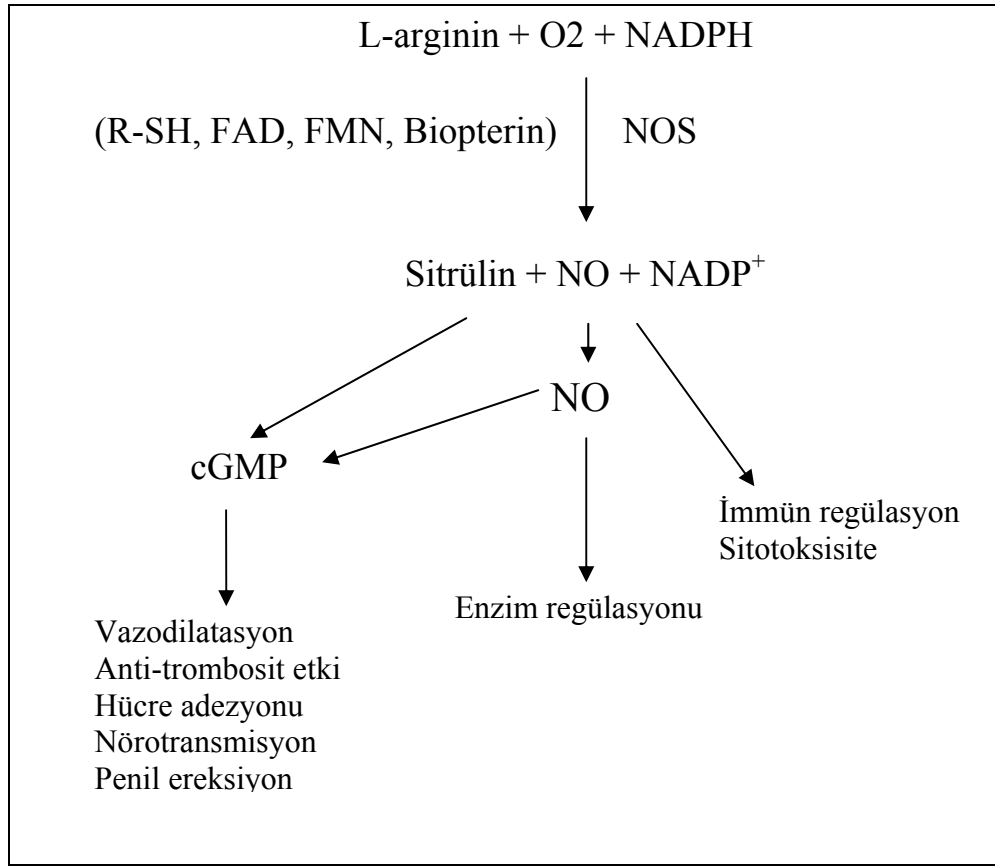 L-arginin + O2 + NADPH
(R-SH, FAD, FMN, Biopterin) NOS
Sitrülin + NO + NADP⁺
NO
cGMP
İmmün regülasyon
Sitotoksisite
Enzim regülasyonu
Vazodilatasyon
Anti-trombosit etki
Hücre adezyonu
Nörotransmisyon
Penil ereksiyon